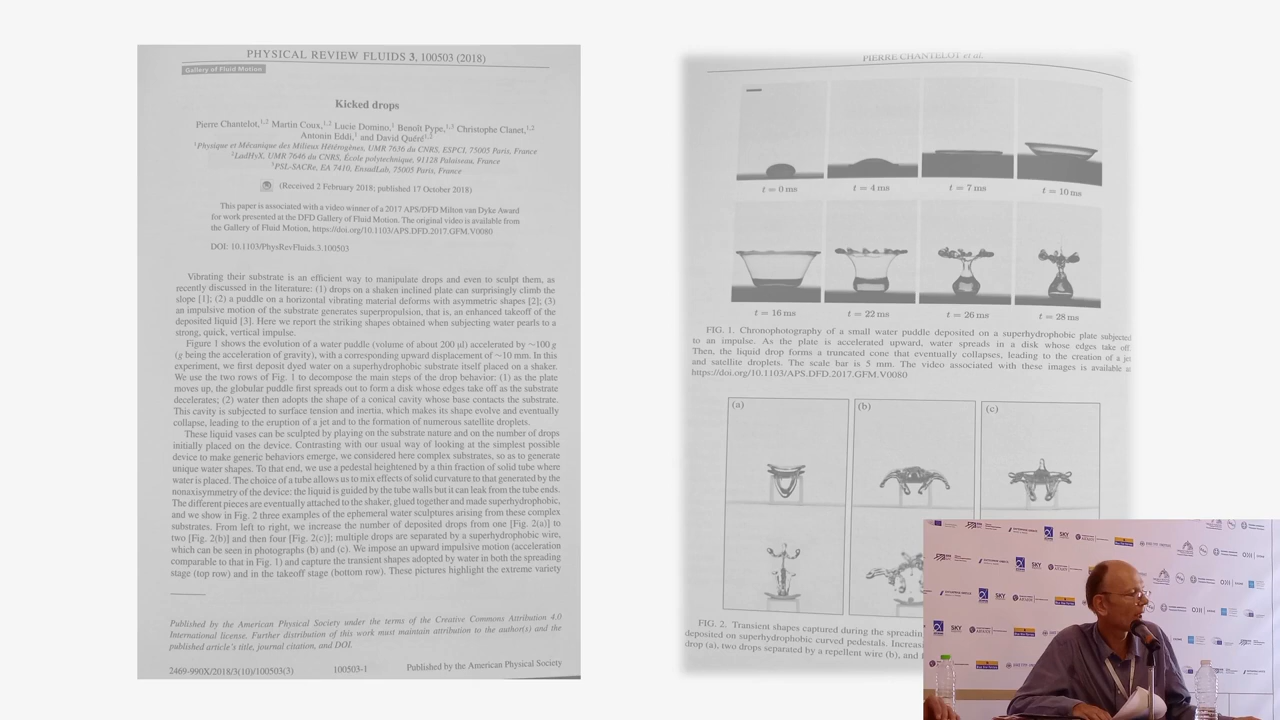 PHYSICAL REVIEW FLUIDS 3, 100503 (2018)
Gallery of Fluid Motion
Kicked drops
Pierre Chantelot,1,2 Martin Coux,1,2 Lucie Domino,1 Benoît Pype,1,3 Christophe Clanet,1,2
Antonin Eddi,1 and David Quéré1,2
1Physique et Mécanique des Milieux Hétérogènes, UMR 7636 du CNRS, ESPCI, 75005 Paris, France
2LadHyX, UMR 7646 du CNRS, École polytechnique, 91128 Palaiseau, France
3PSL-SACRe, EA 7410, EnsadLab, 75005 Paris, France
(Received 2 February 2018; published 17 October 2018)
This paper is associated with a video winner of a 2017 APS/DFD Milton van Dyke Award
for work presented at the DFD Gallery of Fluid Motion. The original video is available from
the Gallery of Fluid Motion, https://doi.org/10.1103/APS.DFD.2017.GFM.V0080
DOI: 10.1103/PhysRevFluids.3.100503
Vibrating their substrate is an efficient way to manipulate drops and even to sculpt them, as
recently discussed in the literature: (1) drops on a shaken inclined plate can surprisingly climb the
slope [1]; (2) a puddle on a horizontal vibrating material deforms with asymmetric shapes [2]; (3)
an impulsive motion of the substrate generates superpropulsion, that is, an enhanced takeoff of the
deposited liquid [3]. Here we report the striking shapes obtained when subjecting water pearls to a
strong, quick, vertical impulse.
Figure 1 shows the evolution of a water puddle (volume of about 200 μl) accelerated by ~100 g
(g being the acceleration of gravity), with a corresponding upward displacement of ~10 mm. In this
experiment, we first deposit dyed water on a superhydrophobic substrate itself placed on a shaker.
We use the two rows of Fig. 1 to decompose the main steps of the drop behavior: (1) as the plate
moves up, the globular puddle first spreads out to form a disk whose edges take off as the substrate
decelerates; (2) water then adopts the shape of a conical cavity whose base contacts the substrate.
This cavity is subjected to surface tension and inertia, which makes its shape evolve and eventually
collapse, leading to the eruption of a jet and to the formation of numerous satellite droplets.
These liquid vases can be sculpted by playing on the substrate nature and on the number of drops
initially placed on the device. Contrasting with our usual way of looking at the simplest possible
device to make generic behaviors emerge, we considered here complex substrates, so as to generate
unique water shapes. To that end, we use a pedestal heightened by a thin fraction of solid tube where
water is placed. The choice of a tube allows us to mix effects of solid curvature to that generated by the
nonaxisymmetry of the device: the liquid is guided by the tube walls but it can leak from the tube ends.
The different pieces are eventually attached to the shaker, glued together and made superhydrophobic,
and we show in Fig. 2 three examples of the ephemeral water sculptures arising from these complex
substrates. From left to right, we increase the number of deposited drops from one [Fig. 2(a)] to
two [Fig. 2(b)] and then four [Fig. 2(c)]; multiple drops are separated by a superhydrophobic wire,
which can be seen in photographs (b) and (c). We impose an upward impulsive motion (acceleration
comparable to that in Fig. 1) and capture the transient shapes adopted by water in both the spreading
stage (top row) and in the takeoff stage (bottom row). These pictures highlight the extreme variety
Published by the American Physical Society under the terms of the Creative Commons Attribution 4.0
International license. Further distribution of this work must maintain attribution to the author(s) and the
published article's title, journal citation, and DOI.
2469-990X/2018/3(10)/100503(3) 100503-1 Published by the American Physical Society
PIERRE CHANTELOT et al.
t = 0 ms t = 4 ms t = 7 ms t = 10 ms
t = 16 ms t = 22 ms t = 26 ms t = 28 ms
FIG. 1. Chronophotography of a small water puddle deposited on a superhydrophobic plate subjected
to an impulse. As the plate is accelerated upward, water spreads in a disk whose edges take off.
Then, the liquid drop forms a truncated cone that eventually collapses, leading to the creation of a jet
and satellite droplets. The scale bar is 5 mm. The video associated with these images is available at
https://doi.org/10.1103/APS.DFD.2017.GFM.V0080
(a) (b) (c)
FIG. 2. Transient shapes captured during the
deposited on superhydrophobic curved pedestals.
drop (a), two drops separated by a repellent wire (b), and
SKY
SKY
SKY
SKY